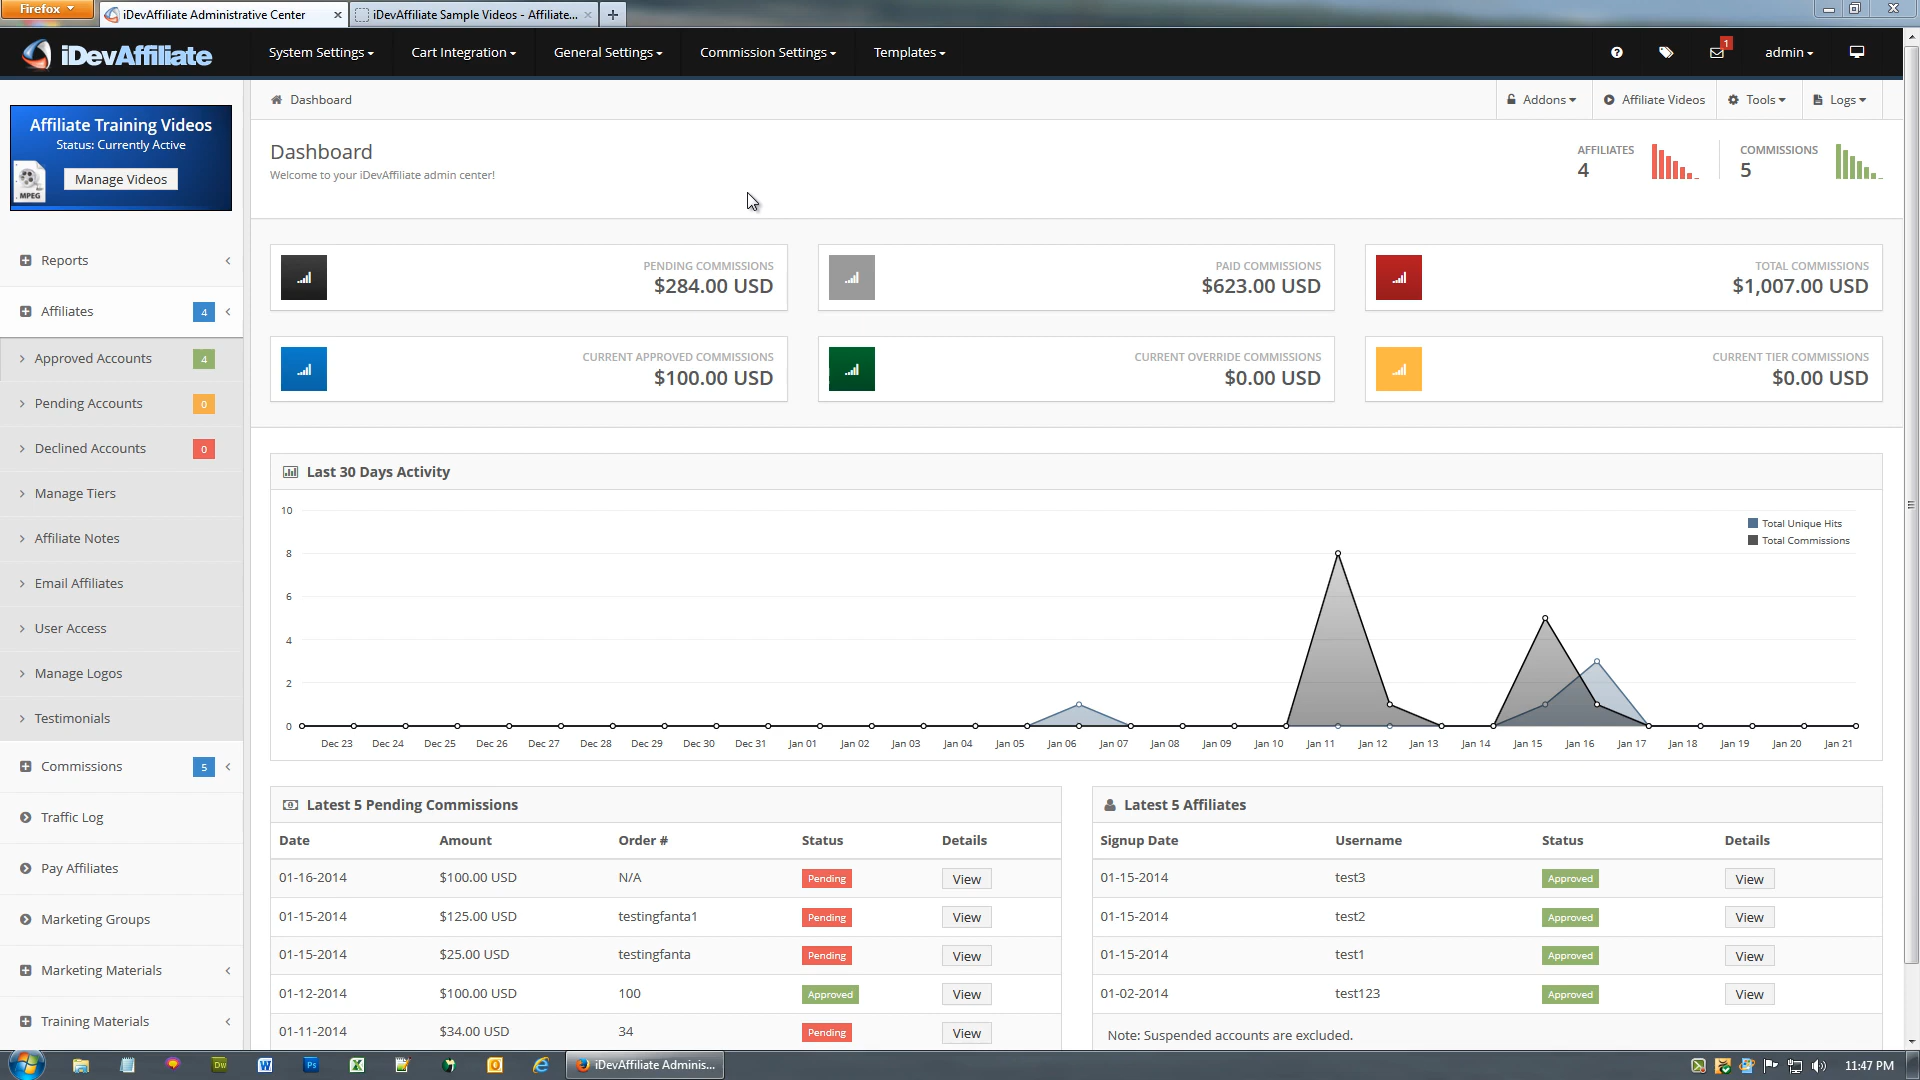 Firefox
iDevAffiliate Administrative Center
iDevAffiliate Sample Videos - Affiliate...
iDevAffiliate
System Settings
Cart Integration
General Settings
Commission Settings
Templates
1
admin
Affiliate Training Videos
Status: Currently Active
Manage Videos
MPEG
Dashboard
Addons
Affiliate Videos
Tools
Logs
Dashboard
Welcome to your iDevAffiliate admin center!
AFFILIATES
4
COMMISSIONS
5
Reports
Affiliates 4
Approved Accounts 4
Pending Accounts 0
Declined Accounts 0
Manage Tiers
Affiliate Notes
Email Affiliates
User Access
Manage Logos
Testimonials
Commissions 5
Traffic Log
Pay Affiliates
Marketing Groups
Marketing Materials
Training Materials
PENDING COMMISSIONS
$284.00 USD
PAID COMMISSIONS
$623.00 USD
TOTAL COMMISSIONS
$1,007.00 USD
CURRENT APPROVED COMMISSIONS
$100.00 USD
CURRENT OVERRIDE COMMISSIONS
$0.00 USD
CURRENT TIER COMMISSIONS
$0.00 USD
Last 30 Days Activity
10
8
6
4
2
0
Total Unique Hits
Total Commissions
Dec 23 Dec 24 Dec 25 Dec 26 Dec 27 Dec 28 Dec 29 Dec 30 Dec 31 Jan 01 Jan 02 Jan 03 Jan 04 Jan 05 Jan 06 Jan 07 Jan 08 Jan 09 Jan 10 Jan 11 Jan 12 Jan 13 Jan 14 Jan 15 Jan 16 Jan 17 Jan 18 Jan 19 Jan 20 Jan 21
Latest 5 Pending Commissions
Date Amount Order # Status Details
01-16-2014 $100.00 USD N/A Pending View
01-15-2014 $125.00 USD testingfanta1 Pending View
01-15-2014 $25.00 USD testingfanta Pending View
01-12-2014 $100.00 USD 100 Approved View
01-11-2014 $34.00 USD 34 Pending View
Latest 5 Affiliates
Signup Date Username Status Details
01-15-2014 test3 Approved View
01-15-2014 test2 Approved View
01-15-2014 test1 Approved View
01-02-2014 test123 Approved View
Note: Suspended accounts are excluded.
Dw
W
Ps
iDevAffiliate Adminis...
11:47 PM